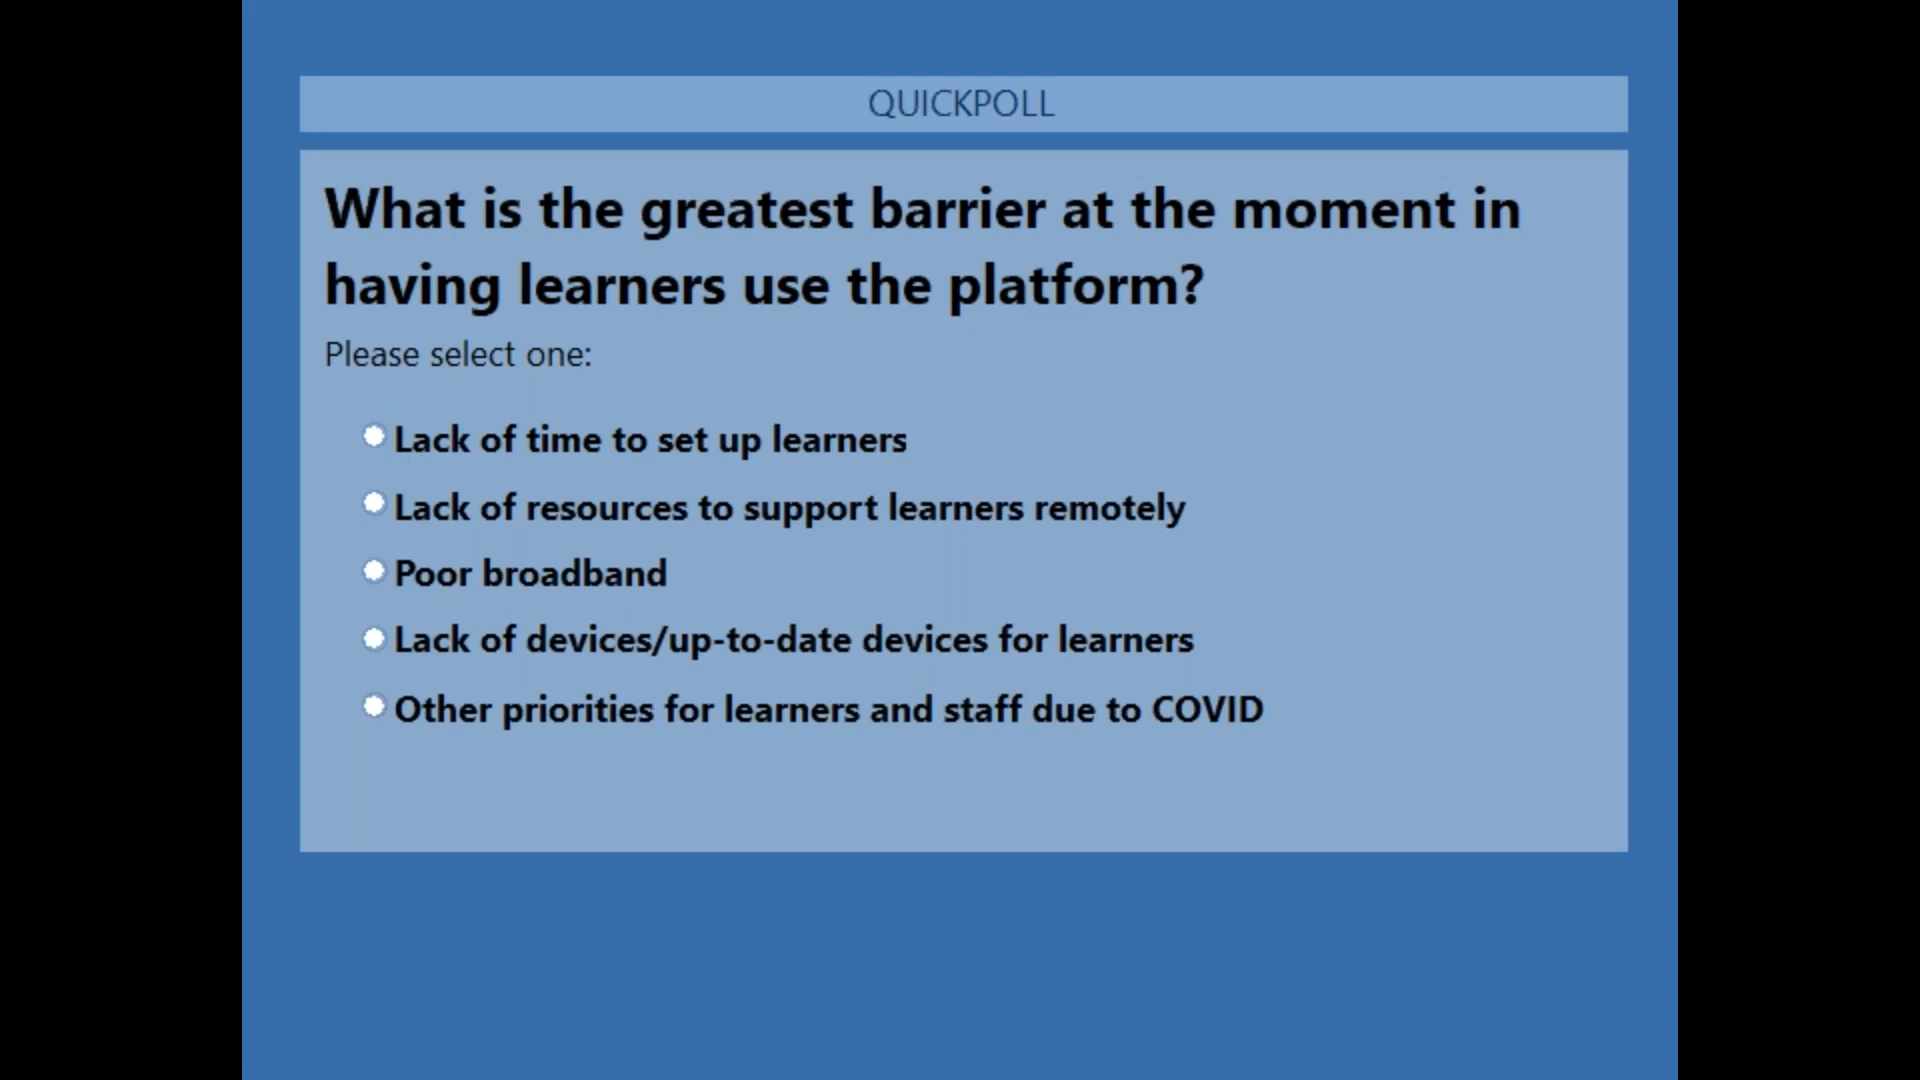 QUICKPOLL
What is the greatest barrier at the moment in
having learners use the platform?
Please select one:
Lack of time to set up learners
Lack of resources to support learners remotely
Poor broadband
Lack of devices/up-to-date devices for learners
Other priorities for learners and staff due to COVID